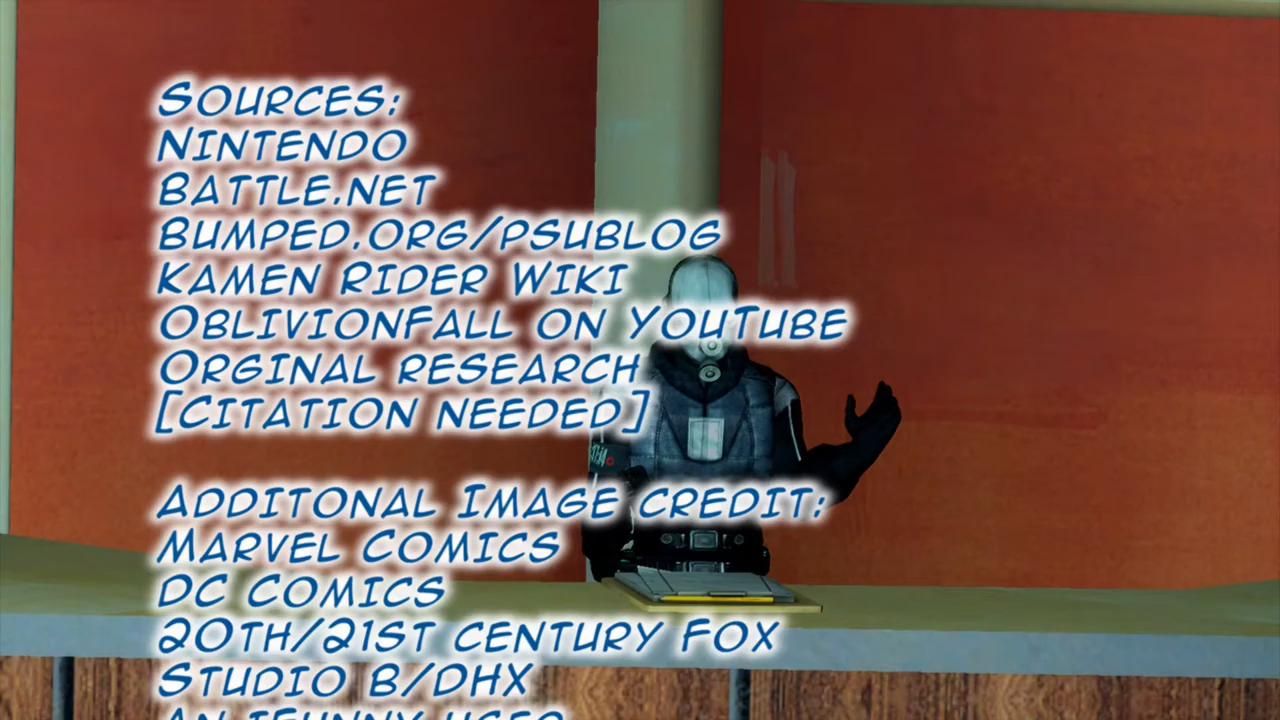 Sources:
Nintendo
Battle.net
Bumped.org/psublog
Kamen Rider Wiki
OblivionFall on YouTube
Orginal research
[Citation needed]
Additonal Image credit:
Marvel Comics
DC Comics
20th/21st century Fox
Studio B/DHX